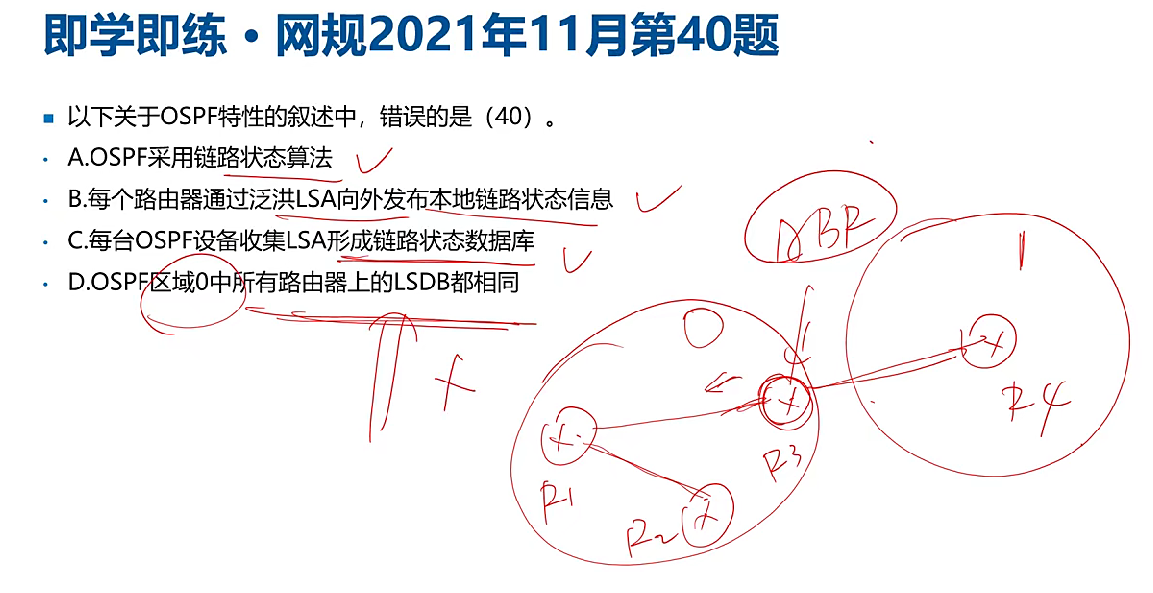 即学即练•网规2021年11月第40题
以下关于OSPF特性的叙述中，错误的是（40）。
A.OSPF采用链路状态算法
B.每个路由器通过泛洪LSA向外发布本地链路状态信息
C.每台OSPF设备收集LSA形成链路状态数据库
D.OSPF区域0中所有路由器上的LSDB都相同
ABR
1
0
R4
R3
R1
R2